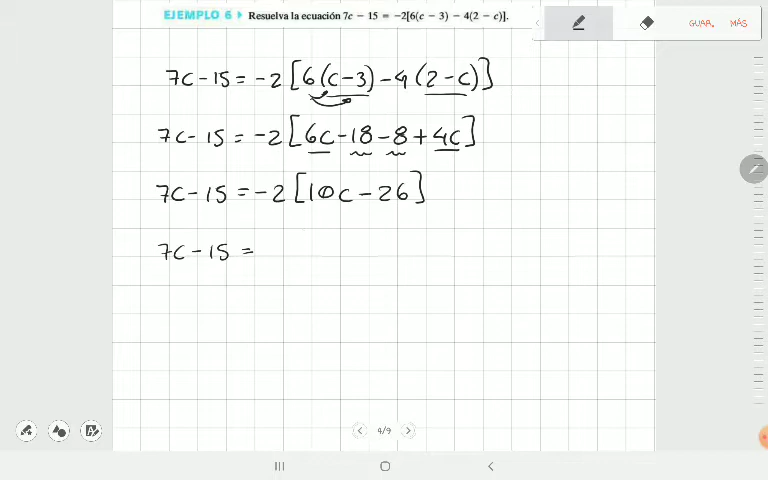 EJEMPLO 6 ▶ Resuelva la ecuación 7c − 15 = −2[6(c − 3) − 4(2 − c)].
GUAR. MÁS
7c-15 = -2[6(c-3)-4(2-c)]
7c-15 = -2[6c-18-8+4c]
7c-15 = -2[10c-26]
7c-15 =
4/9